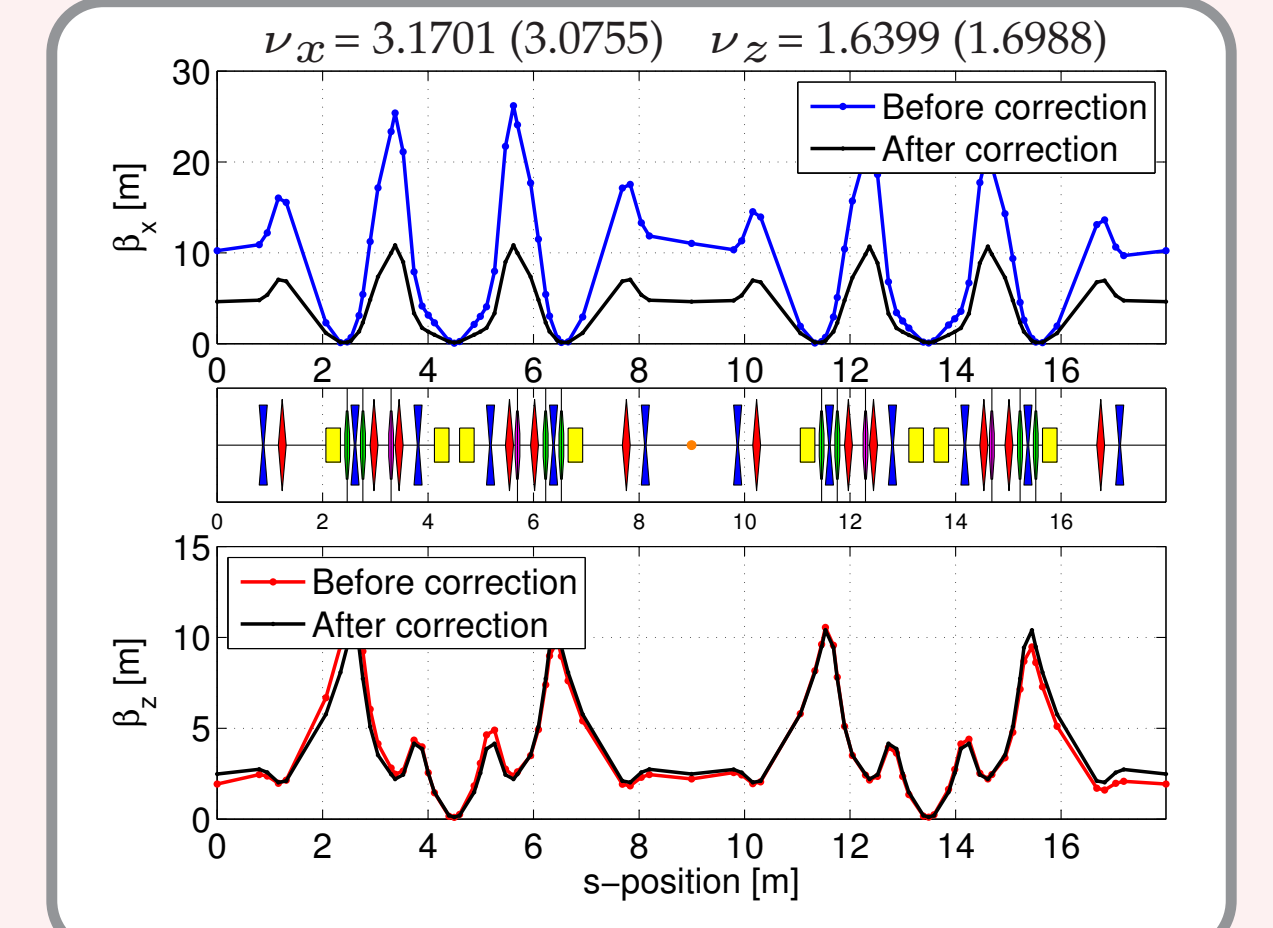 νx = 3.1701 (3.0755) νz = 1.6399 (1.6988)
30
20
10
0
βx [m]
Before correction
After correction
0 2 4 6 8 10 12 14 16
0 2 4 6 8 10 12 14 16
15
10
5
0
βz [m]
Before correction
After correction
0 2 4 6 8 10 12 14 16
s−position [m]